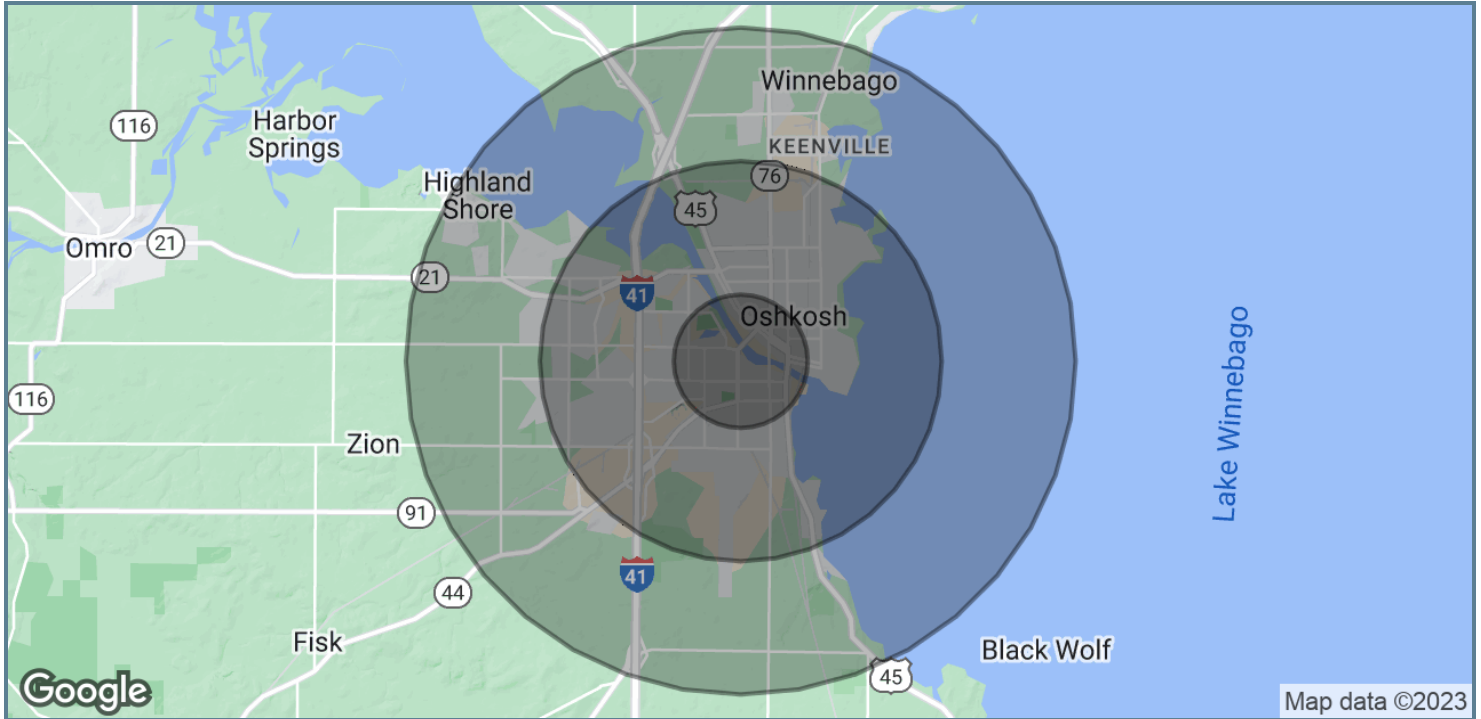 Winnebago
116
Harbor
Springs
KEENVILLE
76
Highland
Shore
45
Omro
21
21
41
Oshkosh
Lake Winnebago
116
Zion
91
41
44
Fisk
Black Wolf
45
Google
Map data ©2023